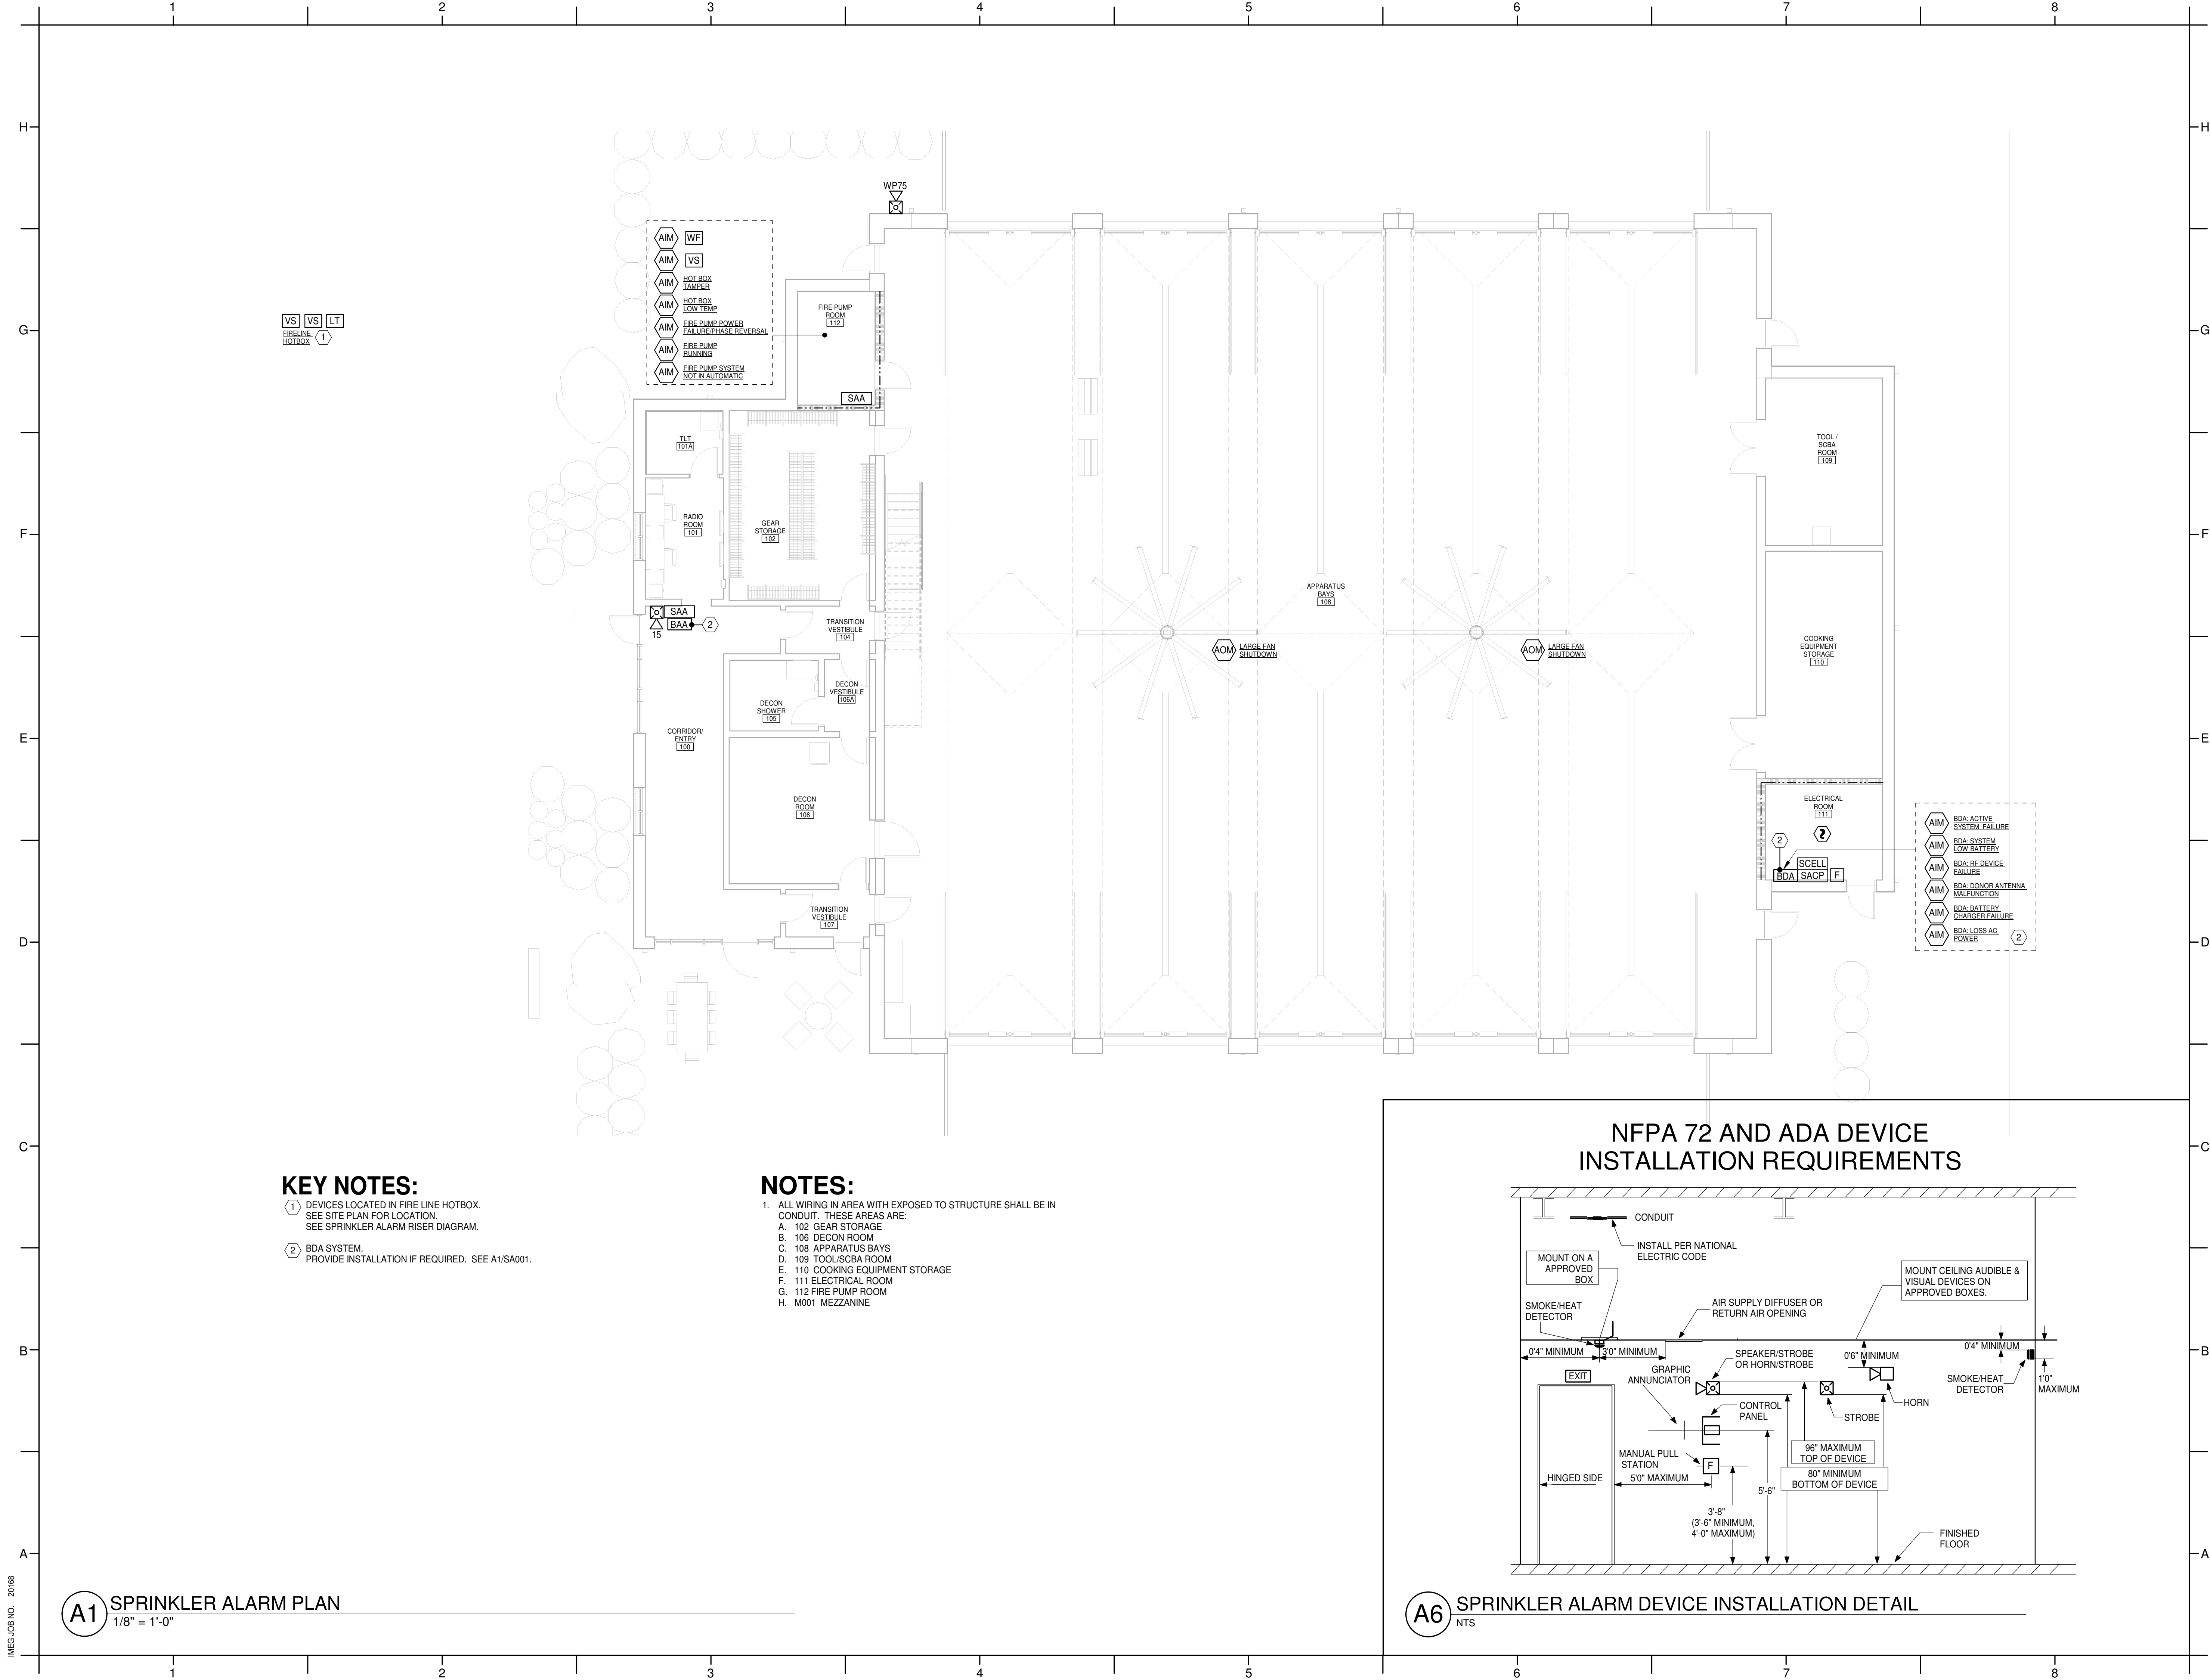 1 2 3 4 5 6 7 8
H
H
WP75
AIM WF
AIM VS
AIM HOT BOX
TAMPER
AIM HOT BOX
LOW TEMP
AIM FIRE PUMP POWER
FAILURE/PHASE REVERSAL
AIM FIRE PUMP
RUNNING
AIM FIRE PUMP SYSTEM
NOT IN AUTOMATIC
FIRE PUMP
ROOM
112
SAA
VS VS LT
FIRELINE
HOTBOX
1
G
G
TLT
101A
RADIO
ROOM
101
GEAR
STORAGE
102
TOOL /
SCBA
ROOM
109
F
F
APPARATUS
BAYS
108
SAA
BAA 2
15
TRANSITION
VESTIBULE
104
AOM LARGE FAN
SHUTDOWN
AOM LARGE FAN
SHUTDOWN
COOKING
EQUIPMENT
STORAGE
110
DECON
VESTIBULE
106A
DECON
SHOWER
105
CORRIDOR/
ENTRY
100
E
E
DECON
ROOM
106
ELECTRICAL
ROOM
111
2
SCELL
BDA SACP F
AIM BDA: ACTIVE
SYSTEM FAILURE
AIM BDA: SYSTEM
LOW BATTERY
AIM BDA: RF DEVICE
FAILURE
AIM BDA: DONOR ANTENNA
MALFUNCTION
AIM BDA: BATTERY
CHARGER FAILURE
AIM BDA: LOSS AC
POWER 2
TRANSITION
VESTIBULE
107
D
D
C
C
KEY NOTES:
1 DEVICES LOCATED IN FIRE LINE HOTBOX.
SEE SITE PLAN FOR LOCATION.
SEE SPRINKLER ALARM RISER DIAGRAM.
2 BDA SYSTEM.
PROVIDE INSTALLATION IF REQUIRED. SEE A1/SA001.
NOTES:
1. ALL WIRING IN AREA WITH EXPOSED TO STRUCTURE SHALL BE IN
CONDUIT. THESE AREAS ARE:
A. 102 GEAR STORAGE
B. 106 DECON ROOM
C. 108 APPARATUS BAYS
D. 109 TOOL/SCBA ROOM
E. 110 COOKING EQUIPMENT STORAGE
F. 111 ELECTRICAL ROOM
G. 112 FIRE PUMP ROOM
H. M001 MEZZANINE
NFPA 72 AND ADA DEVICE
INSTALLATION REQUIREMENTS
CONDUIT
INSTALL PER NATIONAL
ELECTRIC CODE
MOUNT ON A
APPROVED
BOX
MOUNT CEILING AUDIBLE &
VISUAL DEVICES ON
APPROVED BOXES.
SMOKE/HEAT
DETECTOR
AIR SUPPLY DIFFUSER OR
RETURN AIR OPENING
0'4" MINIMUM
3'0" MINIMUM
SPEAKER/STROBE
OR HORN/STROBE
0'6" MINIMUM
0'4" MINIMUM
GRAPHIC
ANNUNCIATOR
EXIT
SMOKE/HEAT
DETECTOR
1'0"
MAXIMUM
HORN
STROBE
CONTROL
PANEL
96" MAXIMUM
TOP OF DEVICE
80" MINIMUM
BOTTOM OF DEVICE
MANUAL PULL
STATION
F
HINGED SIDE
5'0" MAXIMUM
5'-6"
3'-8"
(3'-6" MINIMUM,
4'-0" MAXIMUM)
FINISHED
FLOOR
B
B
A
A
A1 SPRINKLER ALARM PLAN
1/8" = 1'-0"
A6 SPRINKLER ALARM DEVICE INSTALLATION DETAIL
NTS
IMEG JOB NO. 20168
1 2 3 4 5 6 7 8